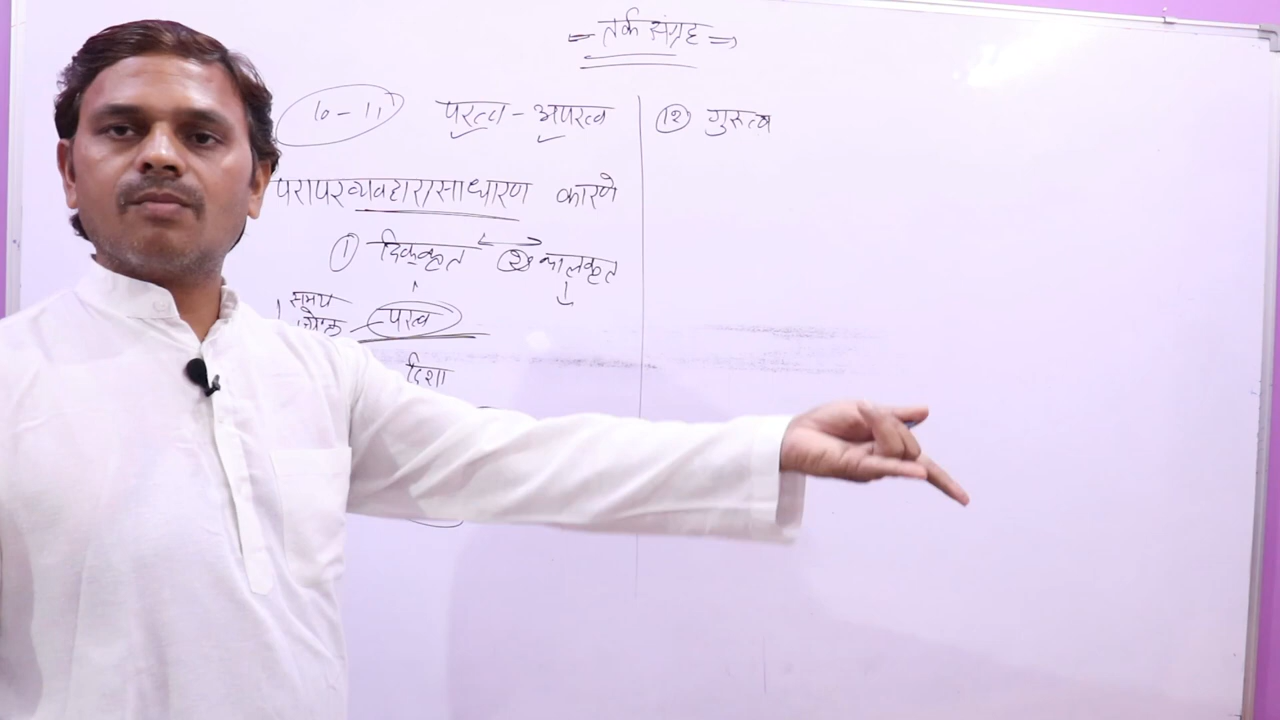 = तर्क संग्रह =
10-11 परत्व - अपरत्व
परापरव्यवहारासाधारण कारणे
① दिक्कृत ② कालकृत
परत्व
दिशा
⑫ गुरुत्व